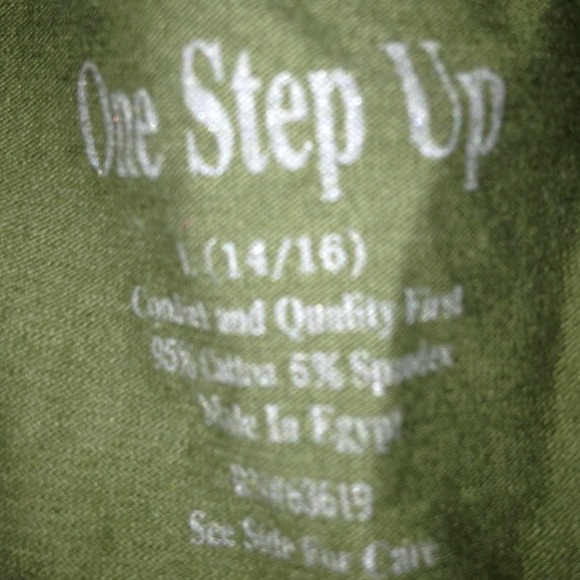 One Step Up
L (14/16)
and Quality First
95% Cotton 5% Spandex
Made In Egypt
See Side For Care